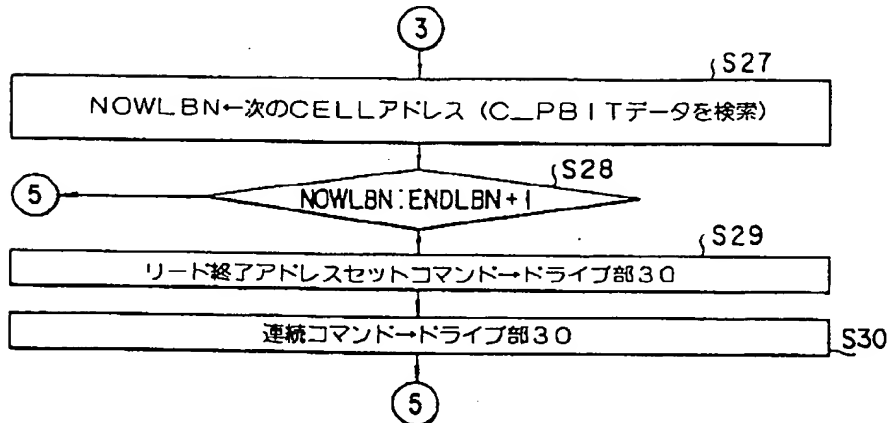 3
S27
NOWLBN←次のCELLアドレス (C_PBITデータを検索)
S28
5
NOWLBN:ENDLBN+1
S29
リード終了アドレスセットコマンド→ドライブ部30
連続コマンド→ドライブ部30
S30
5